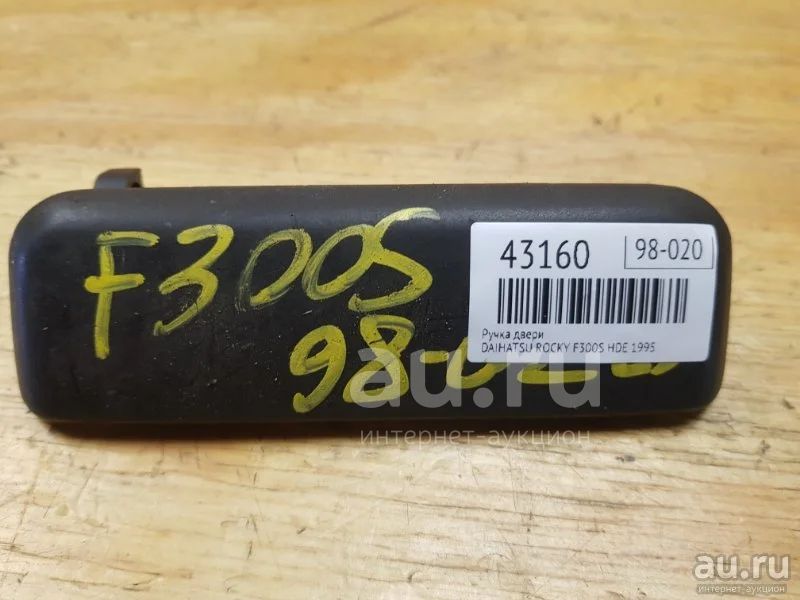 F300S
98-020
43160
98-020
Ручка двери
DAIHATSU ROCKY F300S HDE 1995
au.ru
интернет-аукцион
au.ru
интернет-аукцион